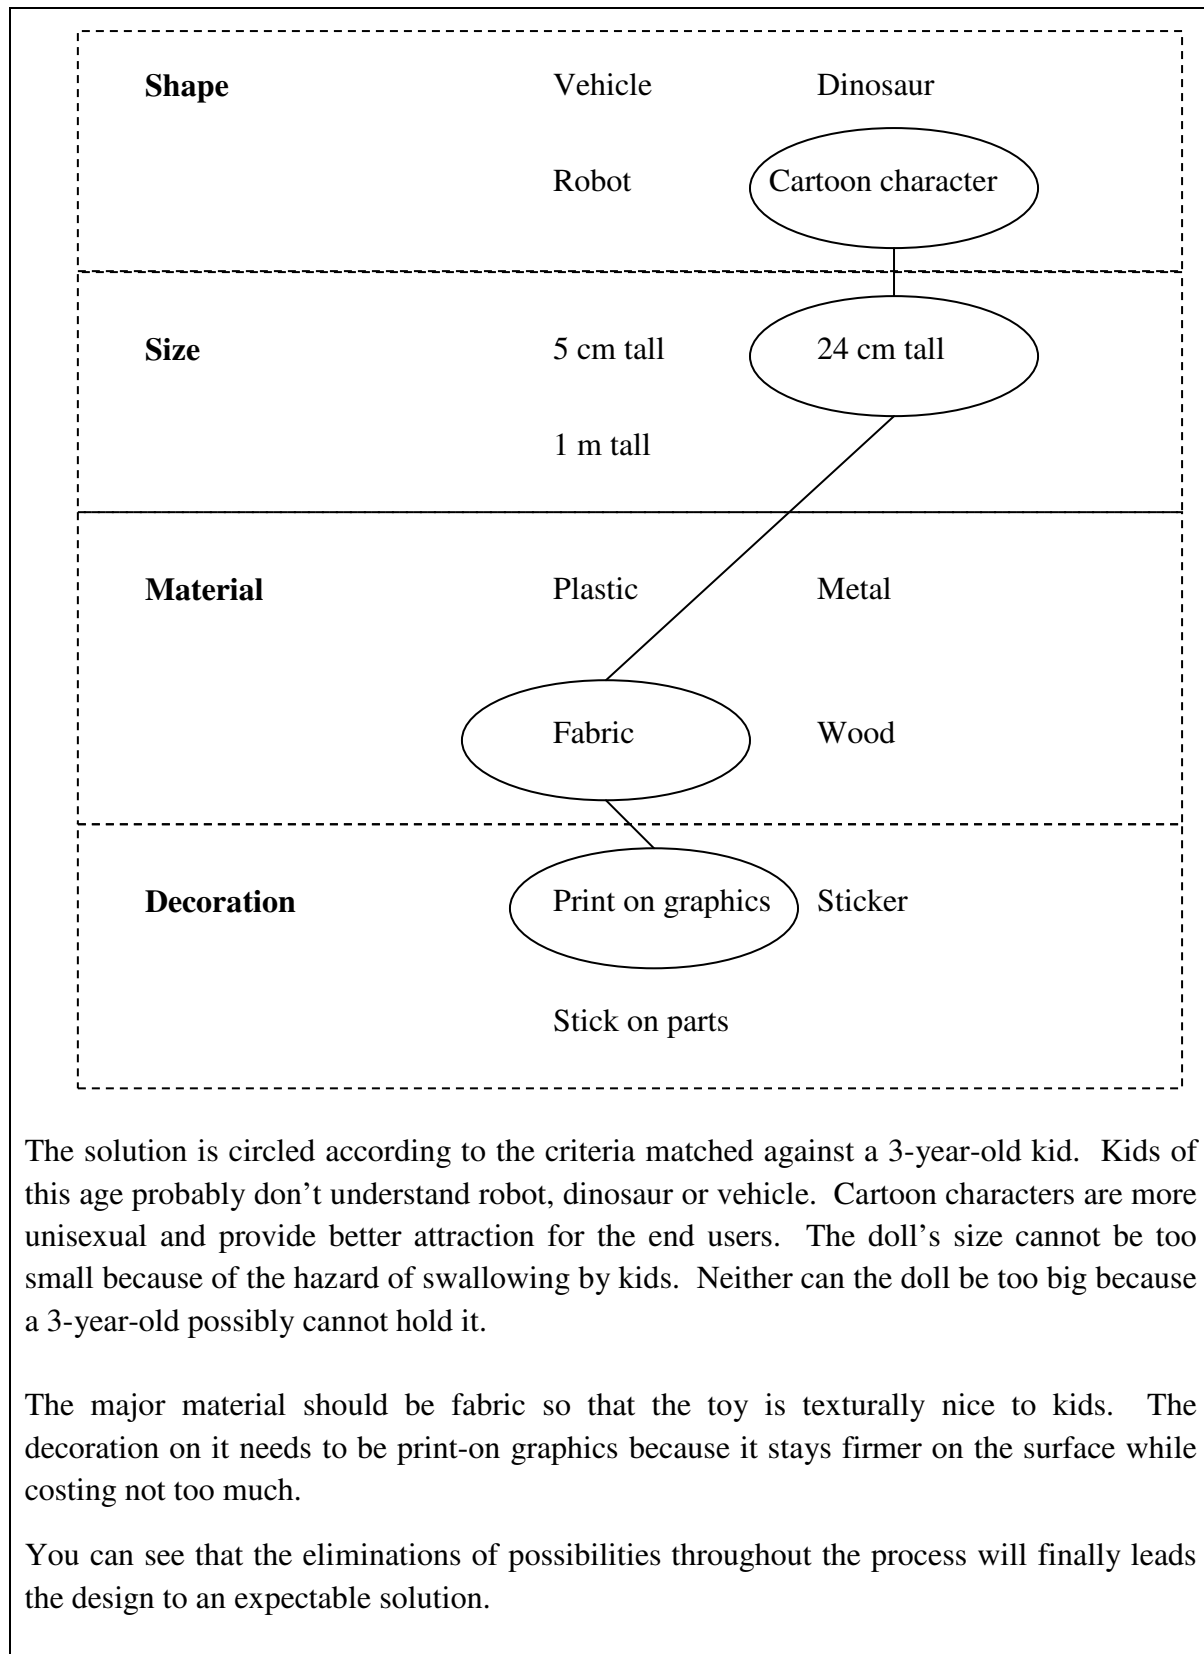 Shape Vehicle Dinosaur
Robot Cartoon character
Size 5 cm tall 24 cm tall
1 m tall
Material Plastic Metal
Fabric Wood
Decoration Print on graphics Sticker
Stick on parts
The solution is circled according to the criteria matched against a 3-year-old kid. Kids of
this age probably don't understand robot, dinosaur or vehicle. Cartoon characters are more
unisexual and provide better attraction for the end users. The doll's size cannot be too
small because of the hazard of swallowing by kids. Neither can the doll be too big because
a 3-year-old possibly cannot hold it.
The major material should be fabric so that the toy is texturally nice to kids. The
decoration on it needs to be print-on graphics because it stays firmer on the surface while
costing not too much.
You can see that the eliminations of possibilities throughout the process will finally leads
the design to an expectable solution.